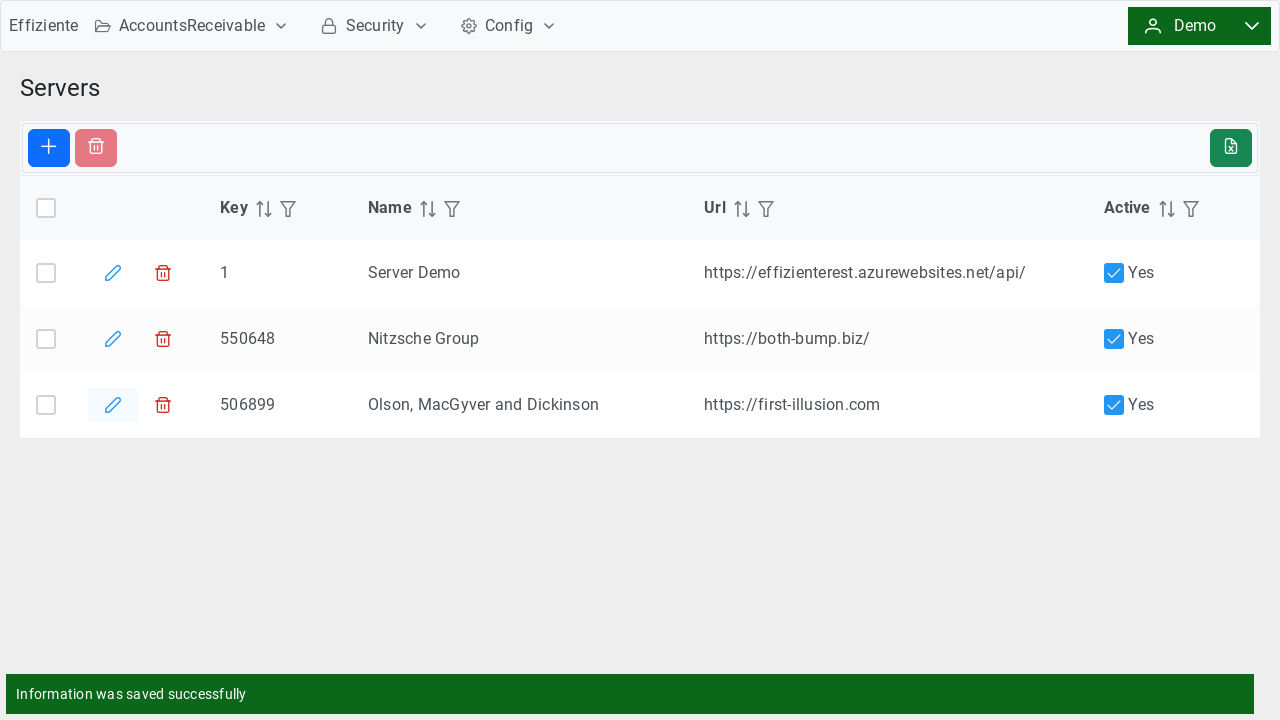 Effiziente AccountsReceivable Security Config Demo
Servers
Key Name Url Active
1 Server Demo https://effizienterest.azurewebsites.net/api/ Yes
550648 Nitzsche Group https://both-bump.biz/ Yes
506899 Olson, MacGyver and Dickinson https://first-illusion.com Yes
Information was saved successfully